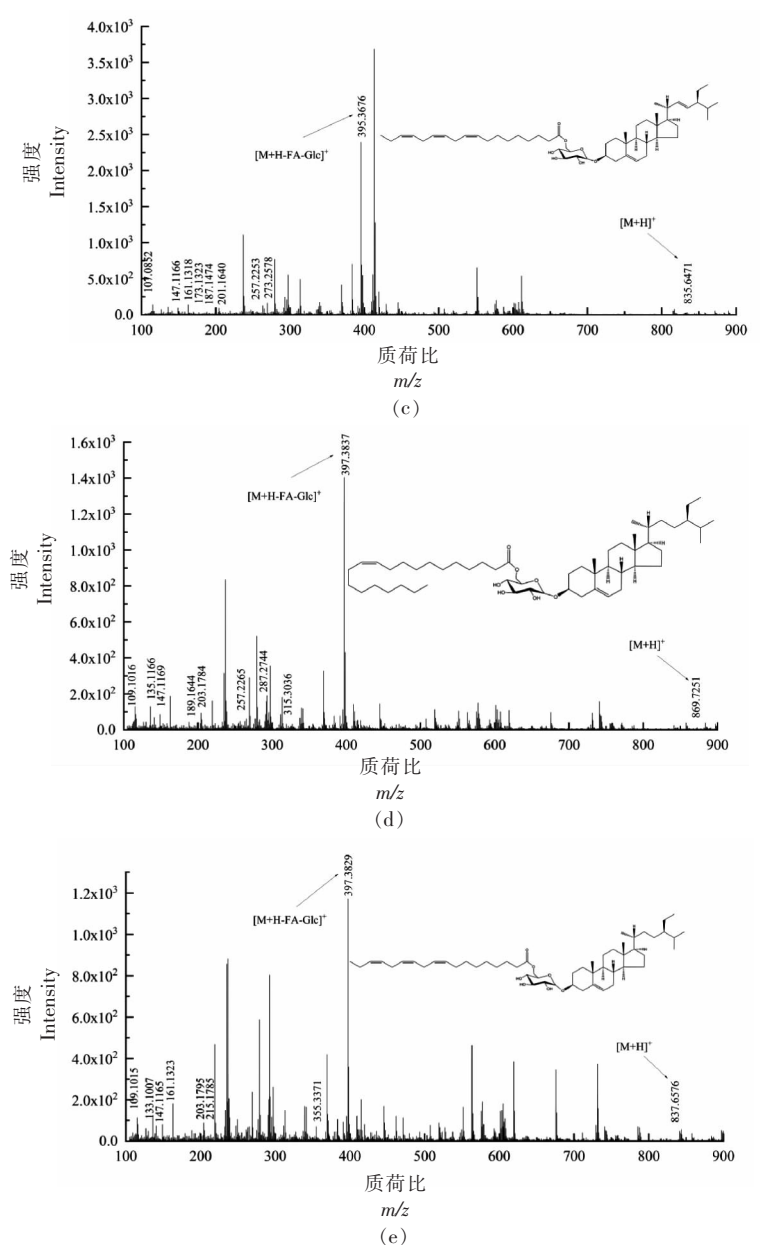 4.0x10³
3.5x10³
3.0x10³
2.5x10³
2.0x10³
1.5x10³
1.0x10³
5.0x10²
0.0
强度
Intensity
[M+H-FA-Glc]⁺
395.3676
[M+H]⁺
835.6471
107.0852
147.1166
161.1318
173.1323
187.1474
201.1640
257.2253
273.2578
100 200 300 400 500 600 700 800 900
质荷比
m/z
(c)
1.6x10³
1.4x10³
1.2x10³
1.0x10³
8.0x10²
6.0x10²
4.0x10²
2.0x10²
0.0
强度
Intensity
[M+H-FA-Glc]⁺
397.3837
[M+H]⁺
869.7251
109.1016
135.1166
147.1169
189.1644
203.1784
257.2265
287.2744
315.3036
100 200 300 400 500 600 700 800 900
质荷比
m/z
(d)
1.2x10³
1.0x10³
8.0x10²
6.0x10²
4.0x10²
2.0x10²
0.0
强度
Intensity
[M+H-FA-Glc]⁺
397.3829
[M+H]⁺
837.6576
109.1015
133.1007
147.1165
161.1323
203.1795
215.1785
355.3371
100 200 300 400 500 600 700 800 900
质荷比
m/z
(e)